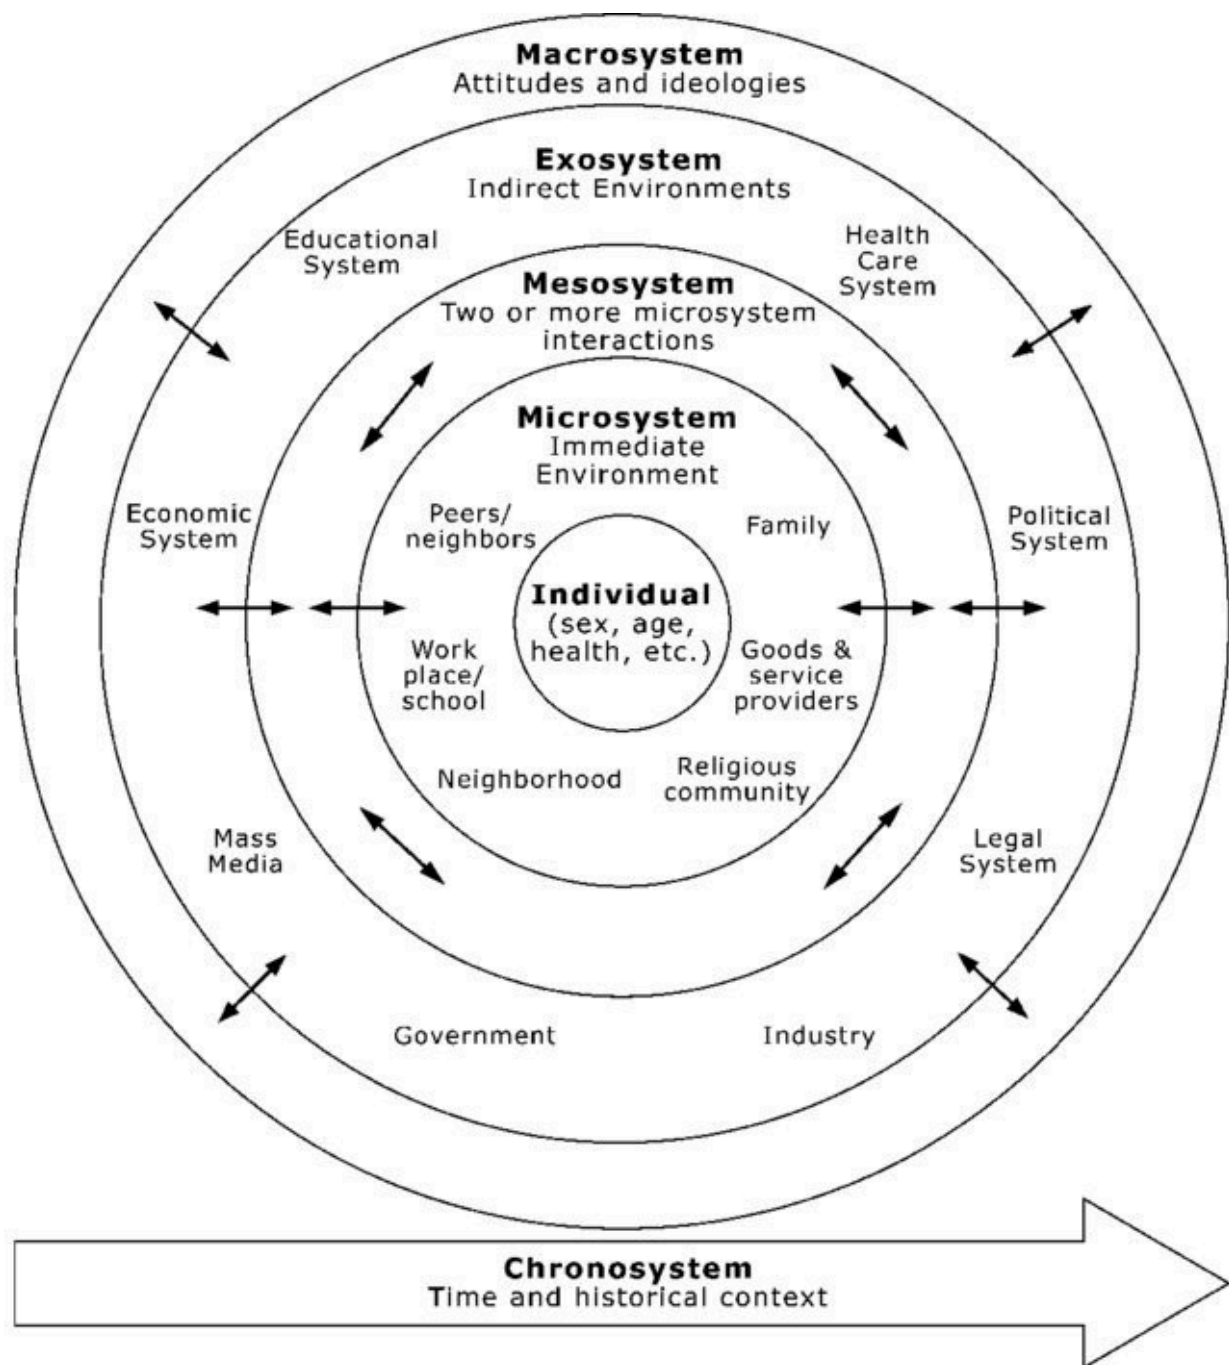 Macrosystem
Attitudes and ideologies
Exosystem
Indirect Environments
Educational
System
Health
Care
System
Mesosystem
Two or more microsystem
interactions
Microsystem
Immediate
Environment
Economic
System
Peers/
neighbors
Family
Political
System
Individual
(sex, age,
health, etc.)
Work
place/
school
Goods &
service
providers
Neighborhood
Religious
community
Mass
Media
Legal
System
Government
Industry
Chronosystem
Time and historical context